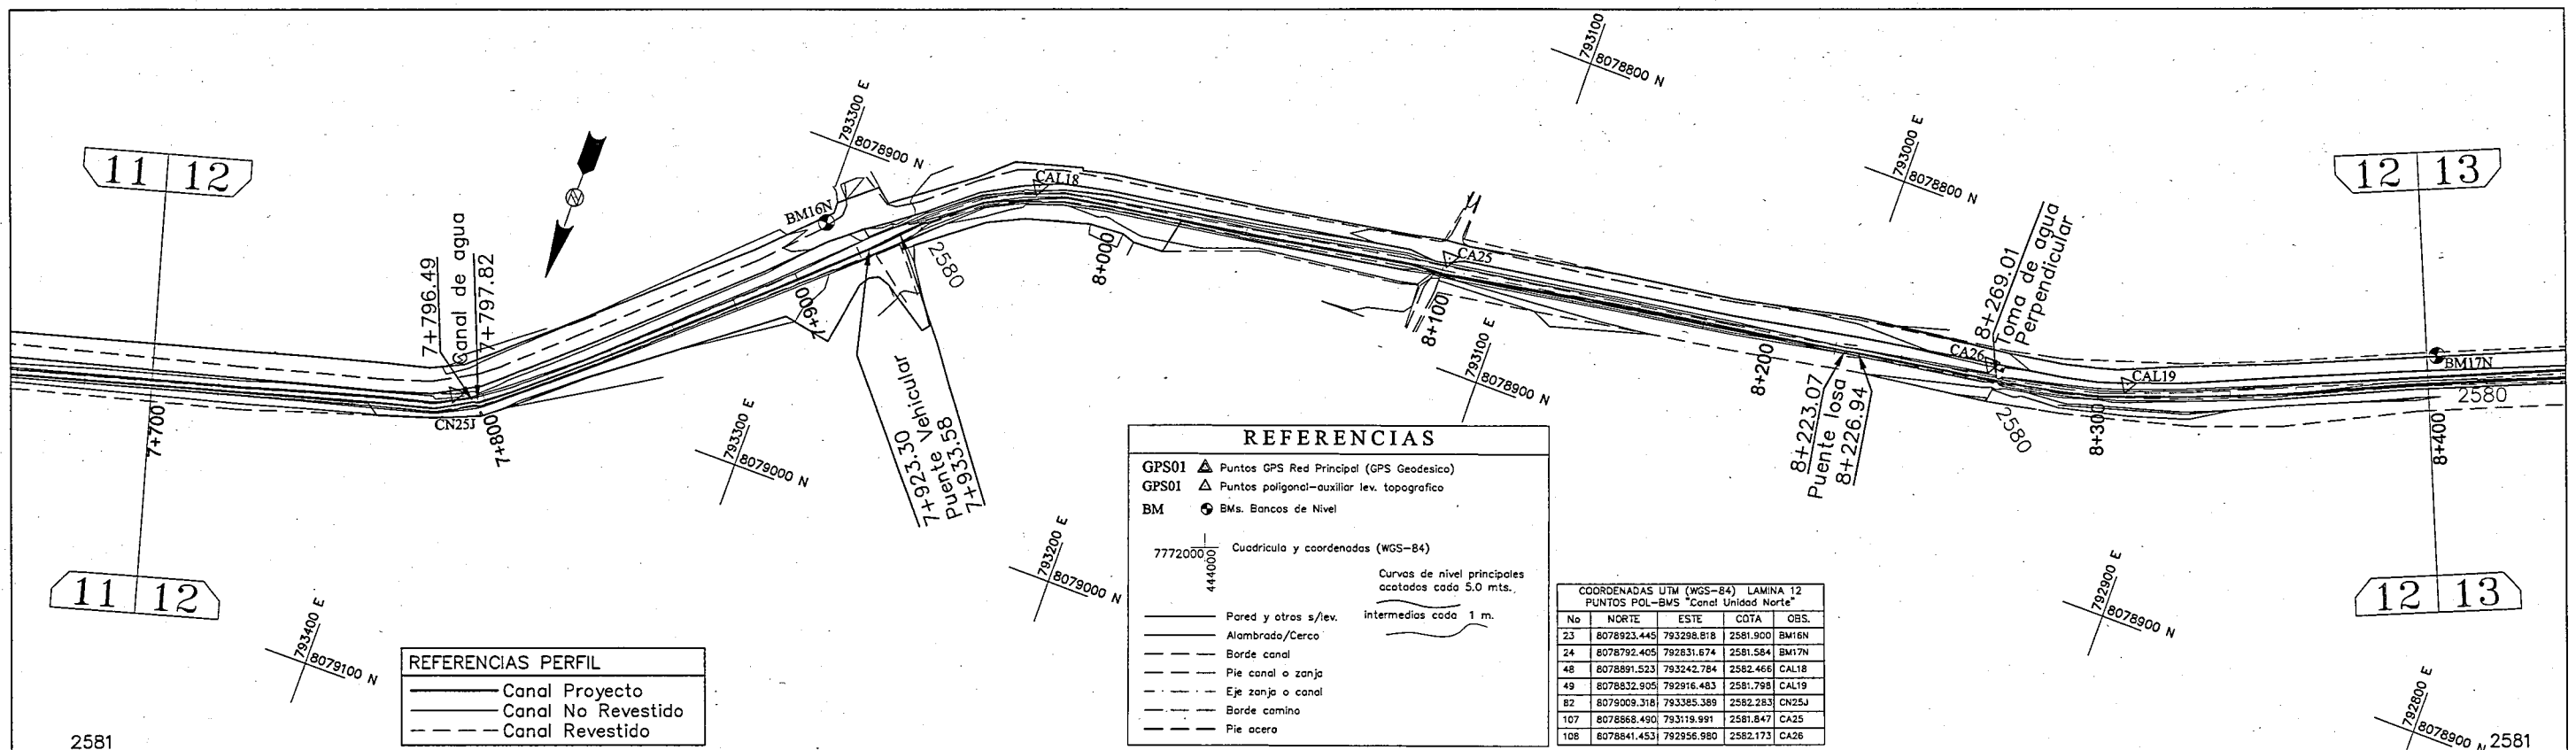 793100
8078800 N
793300 E
8078900 N
793000 E
8078800 N
11 12
12 13
CAL18
BM16N
7+796.49
Canal de agua
7+797.82
2580
8+000
CA25
8+269.01
Toma de agua
Perpendicular
7+900
8+100
793100 E
8078900 N
8+200
CA26
CAL19
BM17N
2580
7+700
CN25J
7+800
7+923.30
Puente Vehicular
7+933.58
8+223.07
Puente losa
8+226.94
2580
8+300
8+400
793300 E
8079000 N
793200 E
8079000 N
792900 E
8078900 N
11 12
12 13
793400 E
8079100 N
792800 E
8078900 N
2581
2581
REFERENCIAS PERFIL
Canal Proyecto
Canal No Revestido
Canal Revestido
REFERENCIAS
GPS01 Puntos GPS Red Principal (GPS Geodesico)
GPS01 Puntos poligonal-auxiliar lev. topografico
BM BMs. Bancos de Nivel
7772000
444000
Cuadricula y coordenadas (WGS-84)
Curvas de nivel principales
acotadas cada 5.0 mts.
intermedias cada 1 m.
Pared y otros s/lev.
Alambrado/Cerco
Borde canal
Pie canal o zanja
Eje zanja o canal
Borde camino
Pie acera
COORDENADAS UTM (WGS-84) LAMINA 12
PUNTOS POL-BMS "Canal Unidad Norte"
No NORTE ESTE COTA OBS.
23 8078923.445 793298.818 2581.900 BM16N
24 8078792.405 792831.674 2581.584 BM17N
48 8078891.523 793242.784 2582.466 CAL18
49 8078832.905 792916.483 2581.798 CAL19
82 8079009.318 793385.389 2582.283 CN25J
107 8078868.490 793119.991 2581.847 CA25
108 8078841.453 792956.980 2582.173 CA26